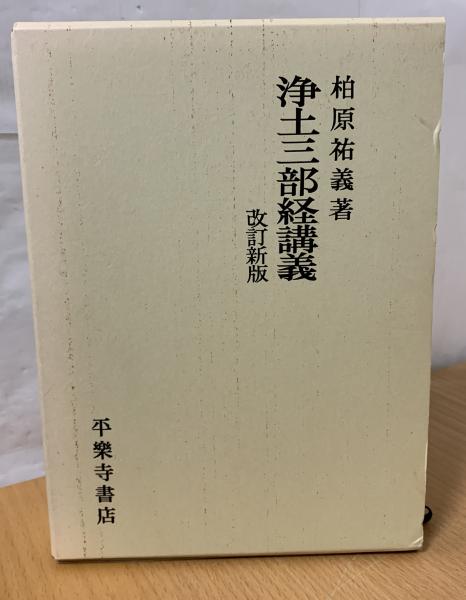 柏原祐義著
浄土三部経講義
改訂新版
平樂寺書店